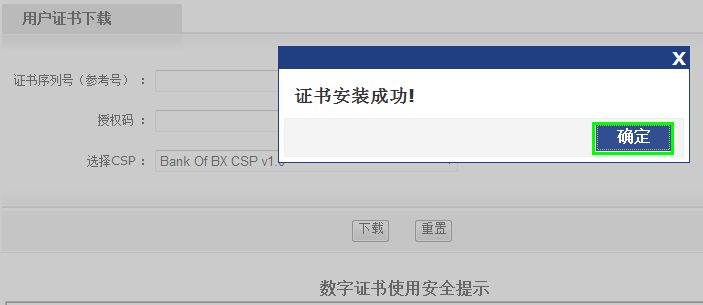 用户证书下载
X
证书安装成功!
确定
证书序列号（参考号）：
授权码：
选择CSP：
Bank Of BX CSP v1.0
下载
重置
数字证书使用安全提示